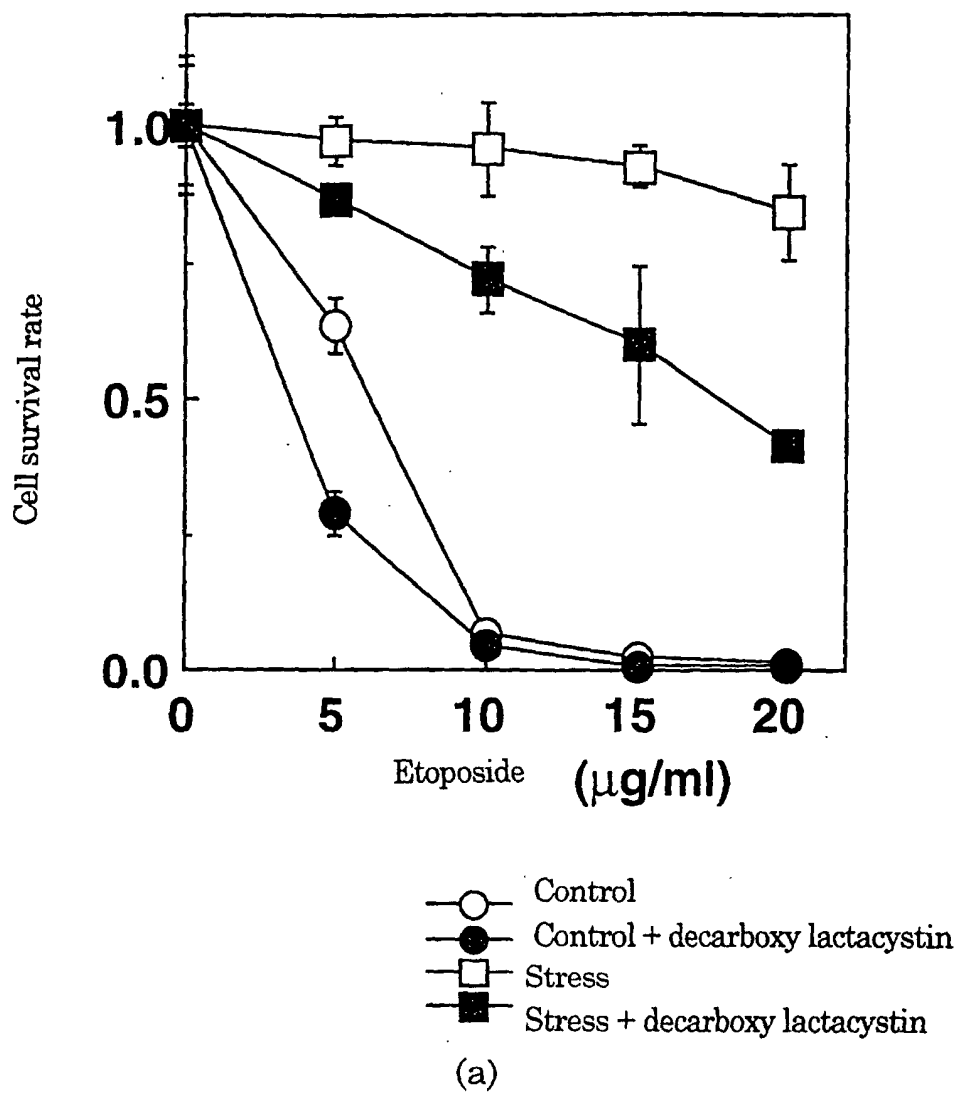 1.0
0.5
0.0
Cell survival rate
0 5 10 15 20
Etoposide (μg/ml)
Control
Control + decarboxy lactacystin
Stress
Stress + decarboxy lactacystin
(a)